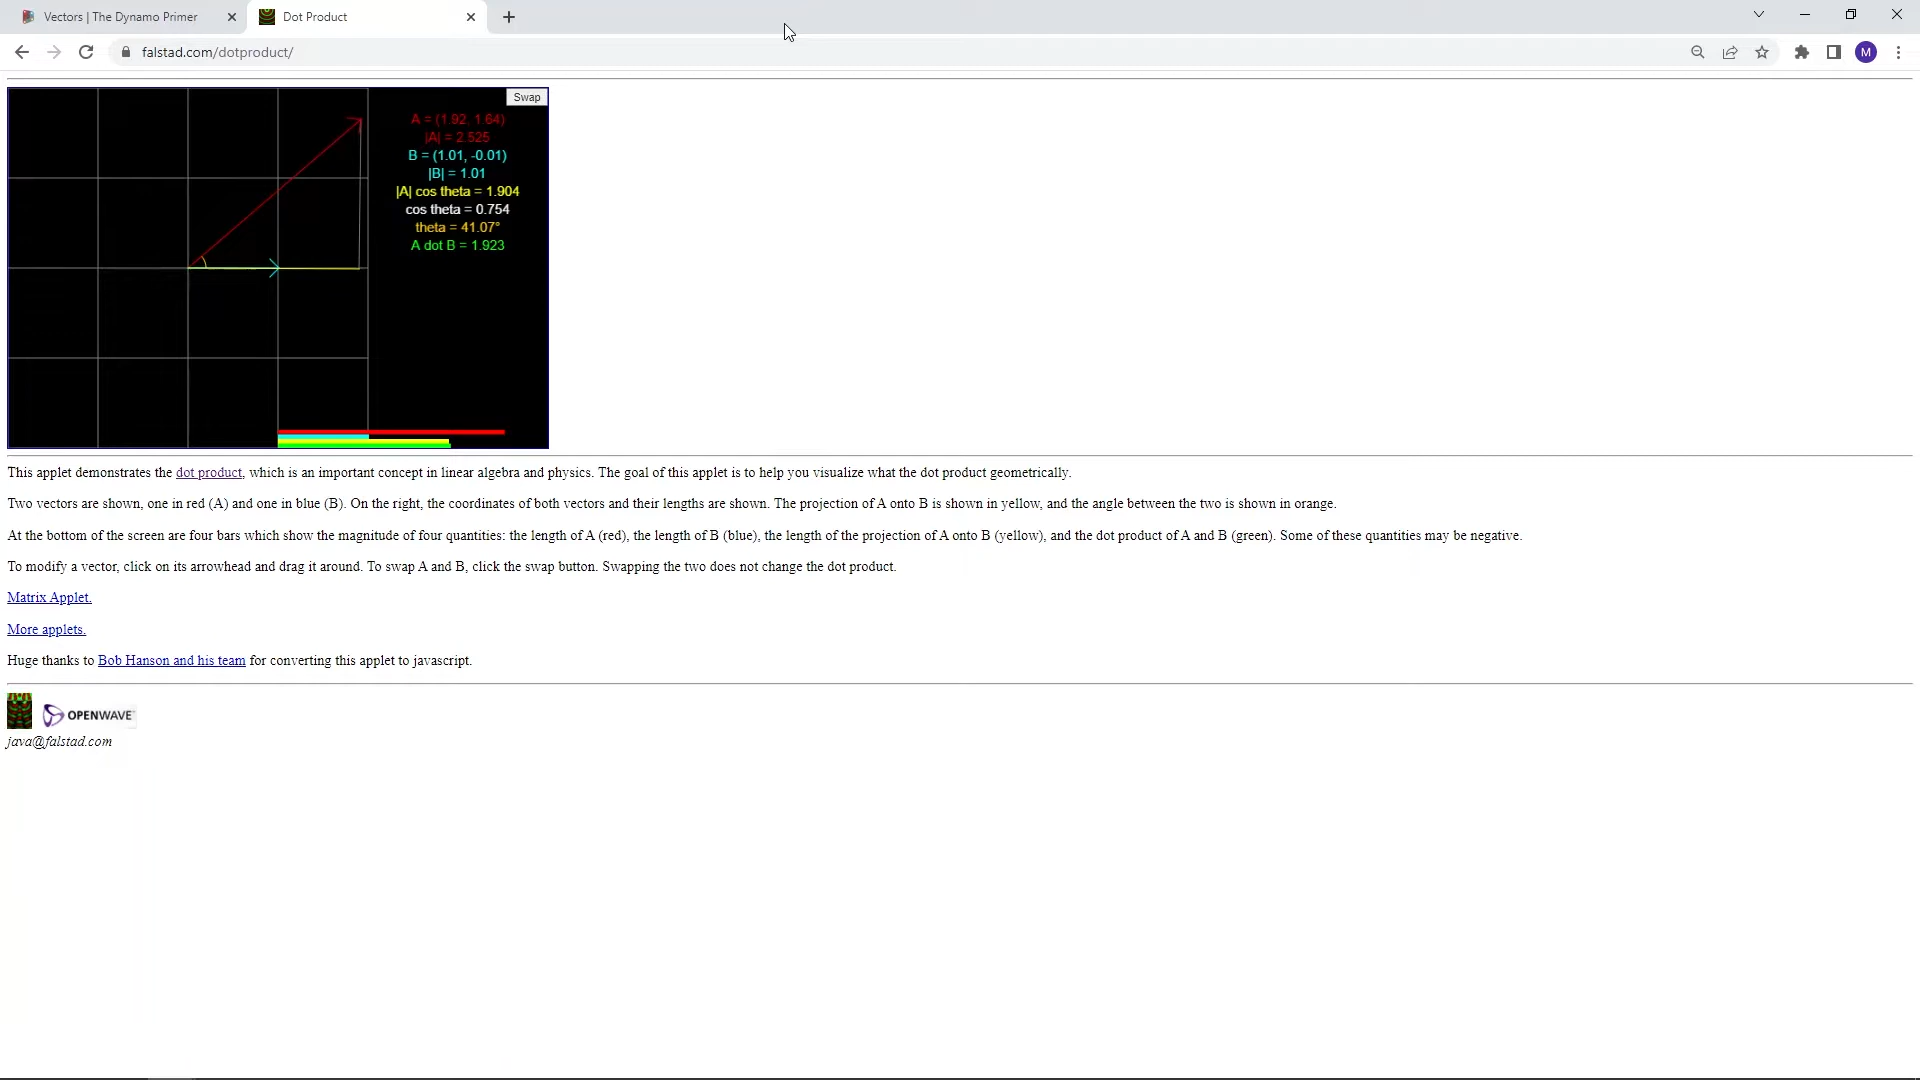 Vectors | The Dynamo Primer
Dot Product
falstad.com/dotproduct/
M
Swap
A = (1.92, 1.64)
|A| = 2.525
B = (1.01, -0.01)
|B| = 1.01
|A| cos theta = 1.904
cos theta = 0.754
theta = 41.07°
A dot B = 1.923
This applet demonstrates the dot product, which is an important concept in linear algebra and physics. The goal of this applet is to help you visualize what the dot product geometrically.
Two vectors are shown, one in red (A) and one in blue (B). On the right, the coordinates of both vectors and their lengths are shown. The projection of A onto B is shown in yellow, and the angle between the two is shown in orange.
At the bottom of the screen are four bars which show the magnitude of four quantities: the length of A (red), the length of B (blue), the length of the projection of A onto B (yellow), and the dot product of A and B (green). Some of these quantities may be negative.
To modify a vector, click on its arrowhead and drag it around. To swap A and B, click the swap button. Swapping the two does not change the dot product.
Matrix Applet.
More applets.
Huge thanks to Bob Hanson and his team for converting this applet to javascript.
OPENWAVE
java@falstad.com